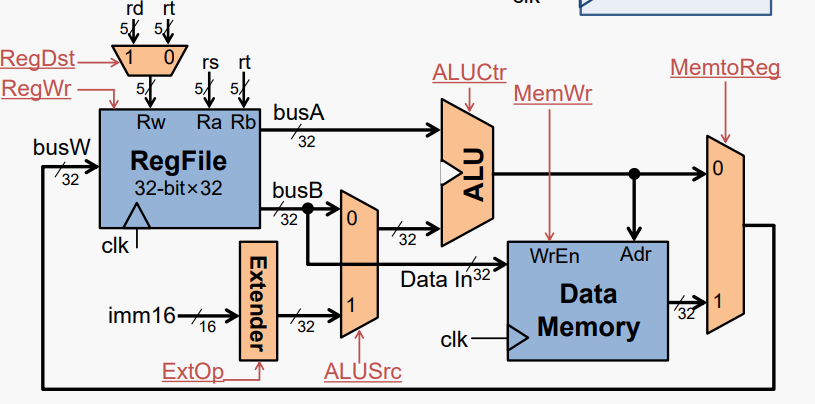 clk
rd rt
5 5
RegDst
1 0
rs rt
RegWr
5 5 5
ALUCtr
MemtoReg
MemWr
Rw Ra Rb
busA
32
busW
32
RegFile
32-bit×32
ALU
0
busB
32
0
32
clk
WrEn Adr
Extender
Data In 32
Data
Memory
imm16
16
32
1
32
1
clk
ExtOp
ALUSrc